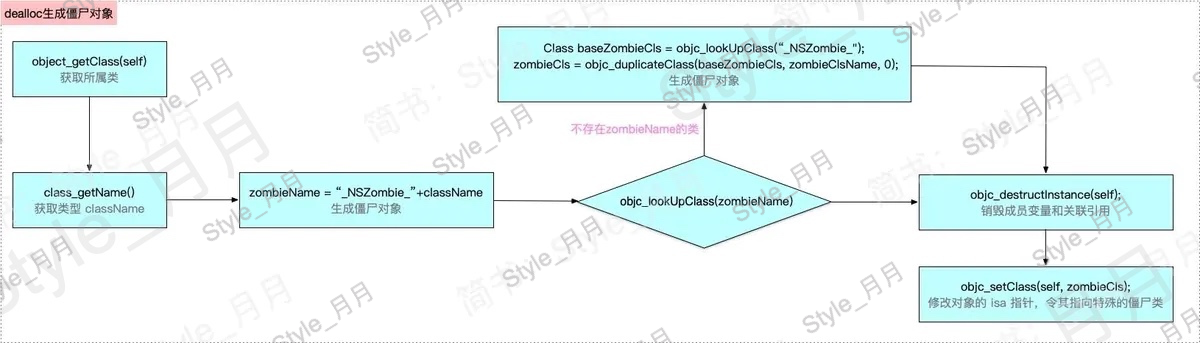 dealloc生成僵尸对象
object_getClass(self)
获取所属类
class_getName()
获取类型 className
zombieName = “_NSZombie_”+className
生成僵尸对象
objc_lookUpClass(zombieName)
不存在zombieName的类
Class baseZombieCls = objc_lookUpClass(“_NSZombie_");
zombieCls = objc_duplicateClass(baseZombieCls, zombieClsName, 0);
生成僵尸对象
objc_destructInstance(self);
销毁成员变量和关联引用
objc_setClass(self, zombieCls);
修改对象的 isa 指针，令其指向特殊的僵尸类
简书：Style_月月
Style_月月